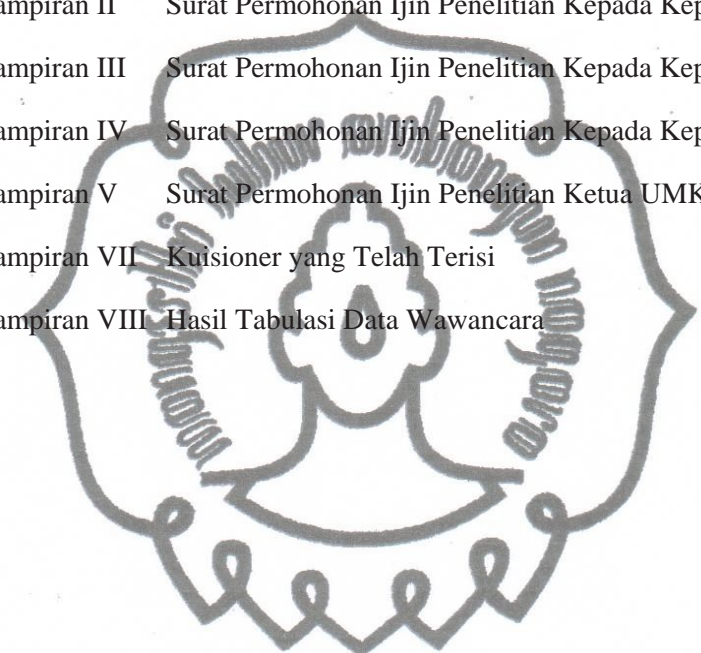 ampiran II Surat Permohonan Ijin Penelitian Kepada Kep
ampiran III Surat Permohonan Ijin Penelitian Kepada Kep
ampiran IV Surat Permohonan Ijin Penelitian Kepada Kep
ampiran V Surat Permohonan Ijin Penelitian Ketua UMK
ampiran VII Kuisioner yang Telah Terisi
ampiran VIII Hasil Tabulasi Data Wawancara